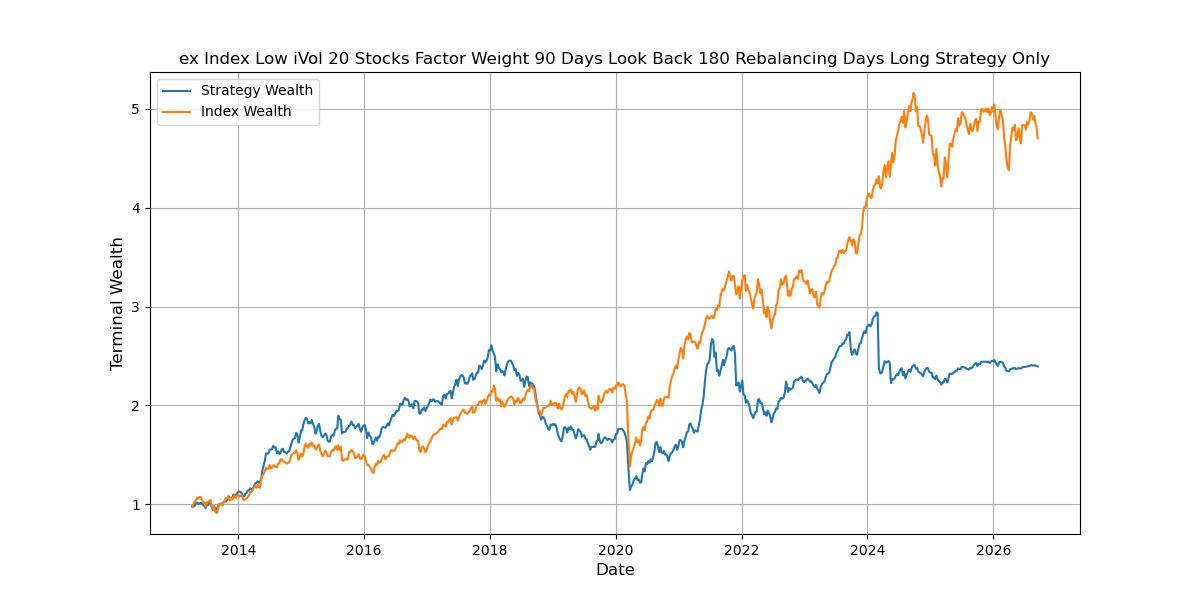 ex Index Low iVol 20 Stocks Factor Weight 90 Days Look Back 180 Rebalancing Days Long Strategy Only
Strategy Wealth
Index Wealth
Terminal Wealth
5
4
3
2
1
2014 2016 2018 2020 2022 2024 2026
Date